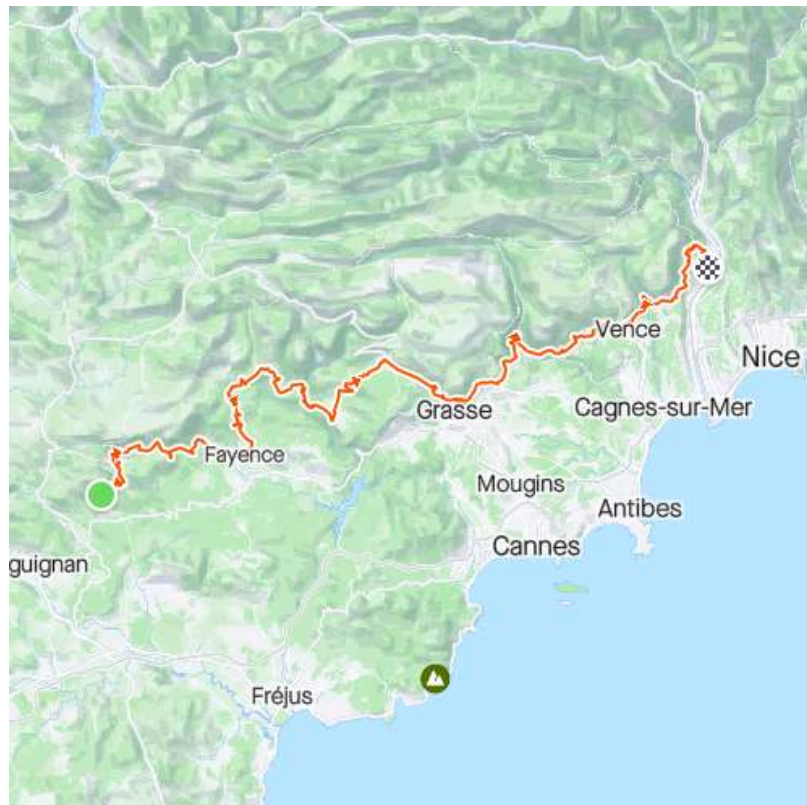 Nice
Vence
Grasse
Cagnes-sur-Mer
Fayence
Mougins
Antibes
Cannes
guignan
Fréjus